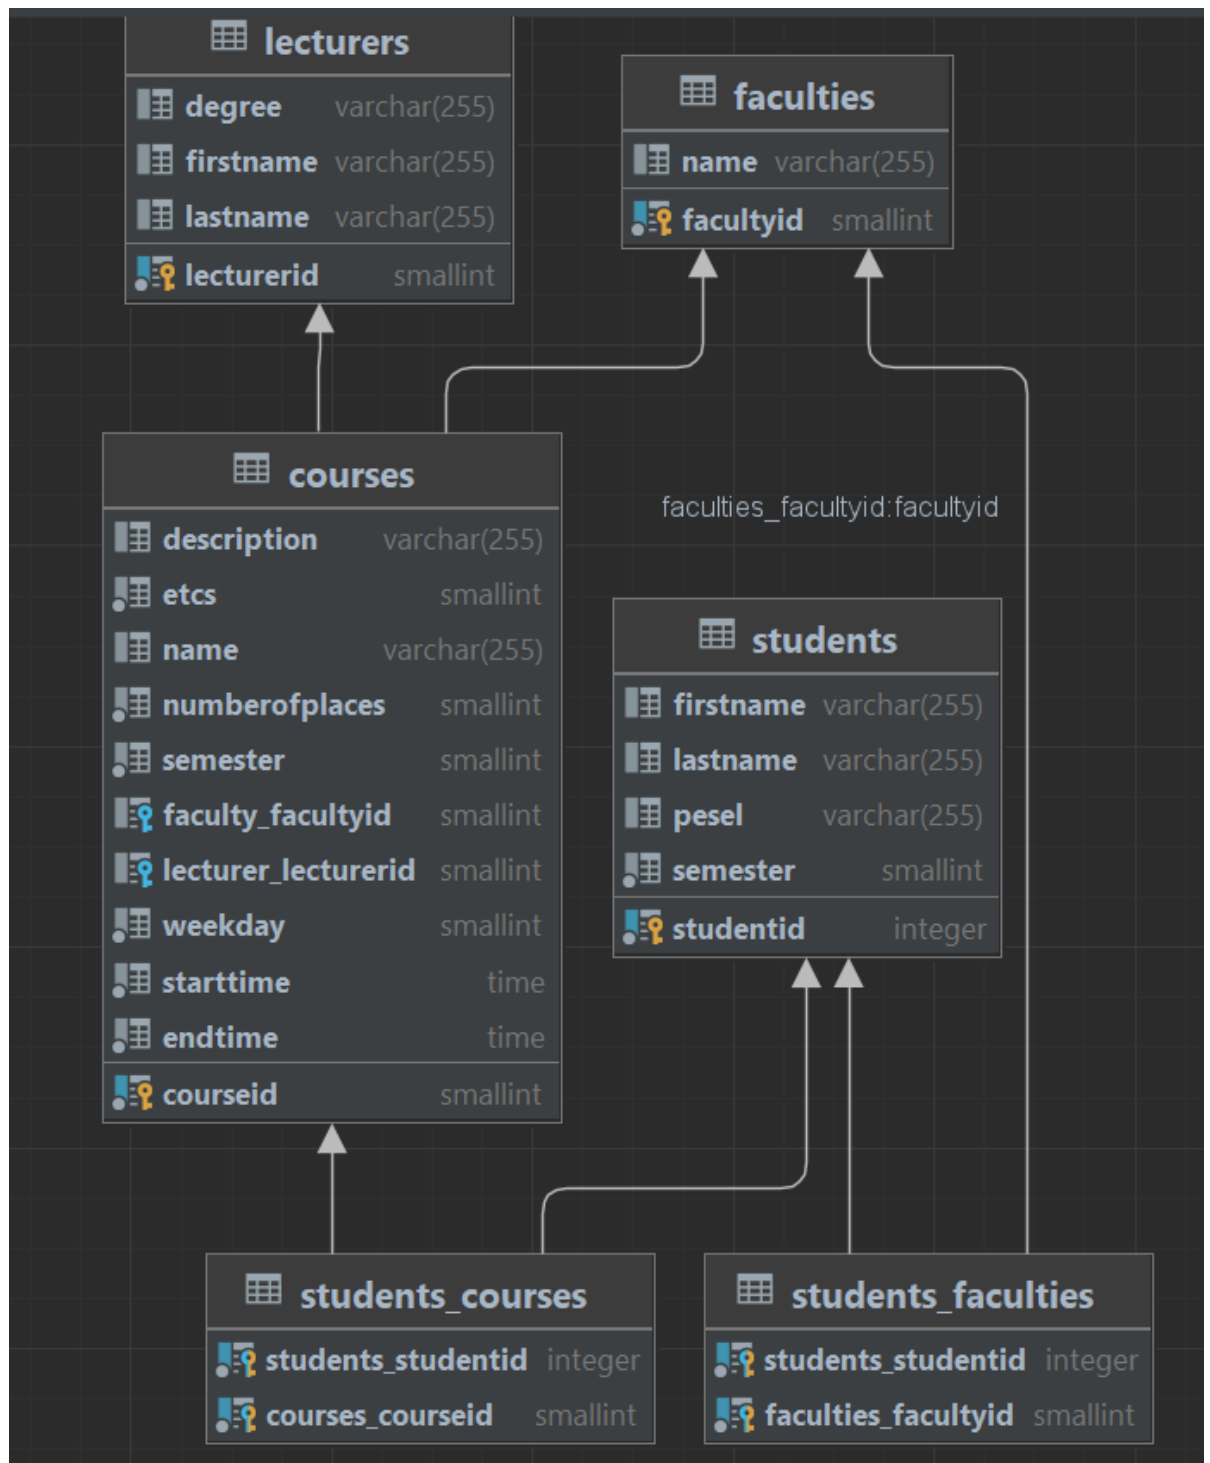 lecturers
degree varchar(255)
firstname varchar(255)
lastname varchar(255)
lecturerid smallint
faculties
name varchar(255)
facultyid smallint
courses
description varchar(255)
etcs smallint
name varchar(255)
numberofplaces smallint
semester smallint
faculty_facultyid smallint
lecturer_lecturerid smallint
weekday smallint
starttime time
endtime time
courseid smallint
faculties_facultyid:facultyid
students
firstname varchar(255)
lastname varchar(255)
pesel varchar(255)
semester smallint
studentid integer
students_courses
students_studentid integer
courses_courseid smallint
students_faculties
students_studentid integer
faculties_facultyid smallint